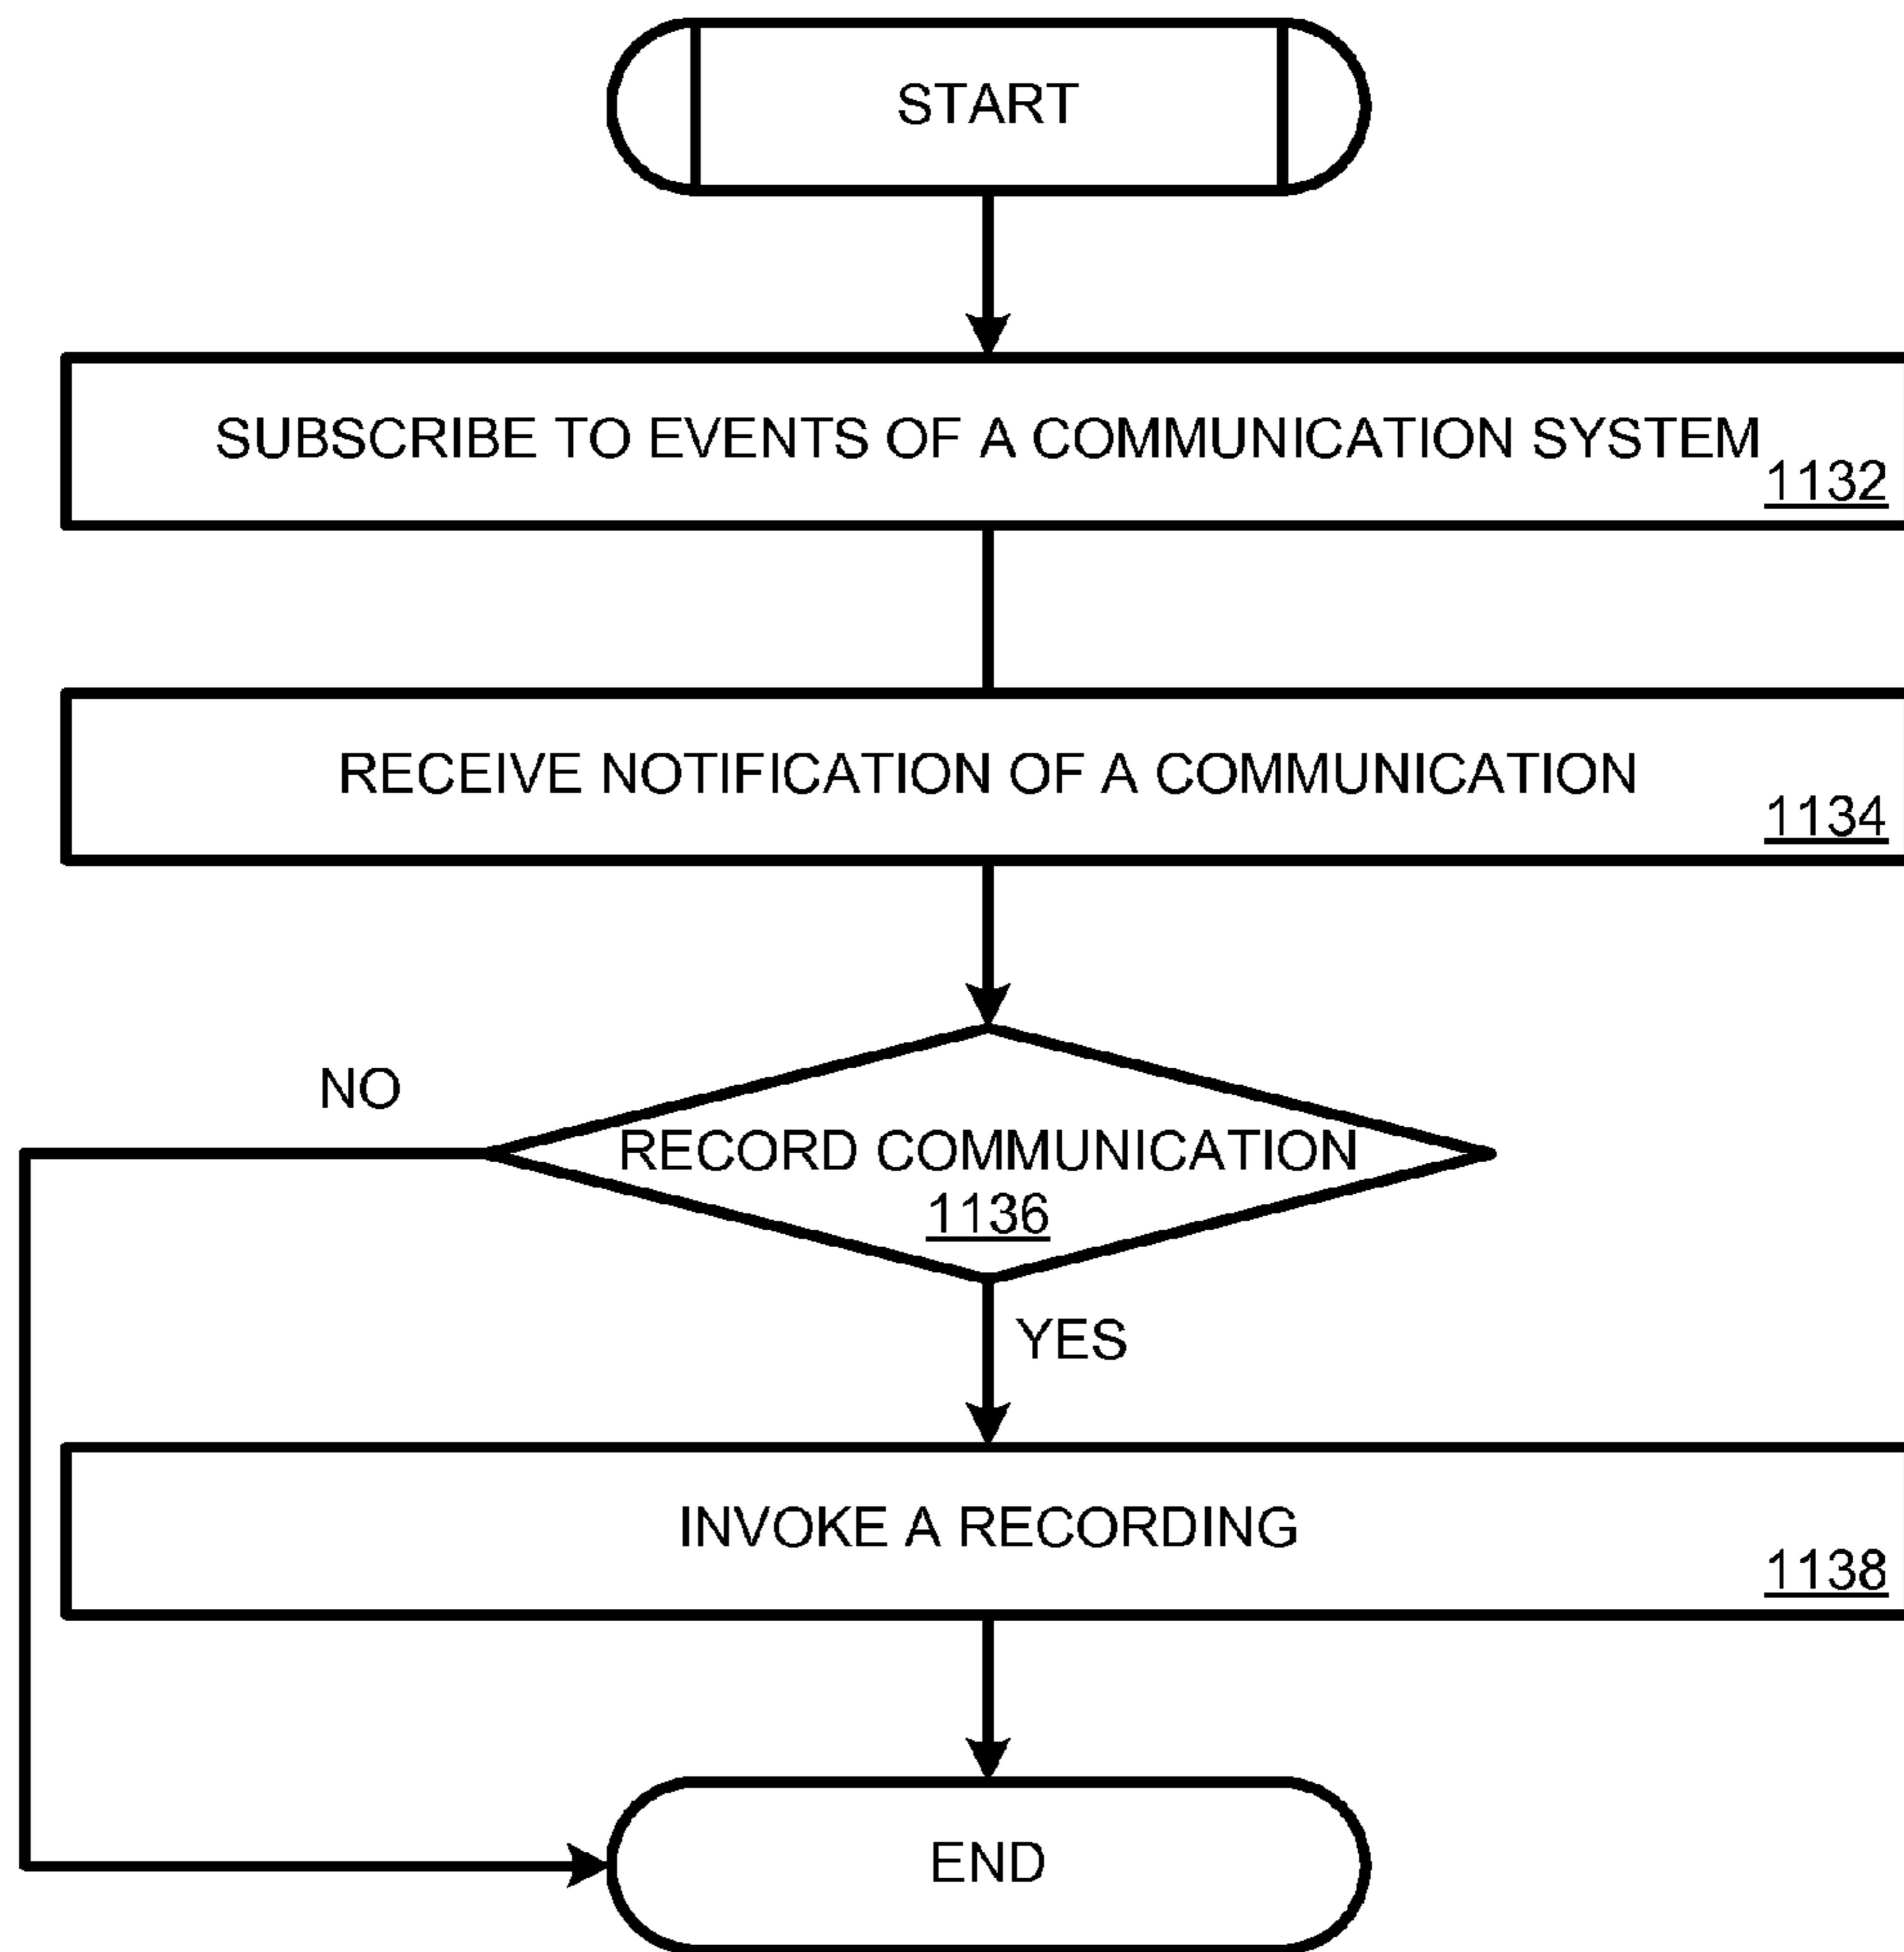 START
SUBSCRIBE TO EVENTS OF A COMMUNICATION SYSTEM
1132
RECEIVE NOTIFICATION OF A COMMUNICATION
1134
NO
RECORD COMMUNICATION
1136
YES
INVOKE A RECORDING
1138
END